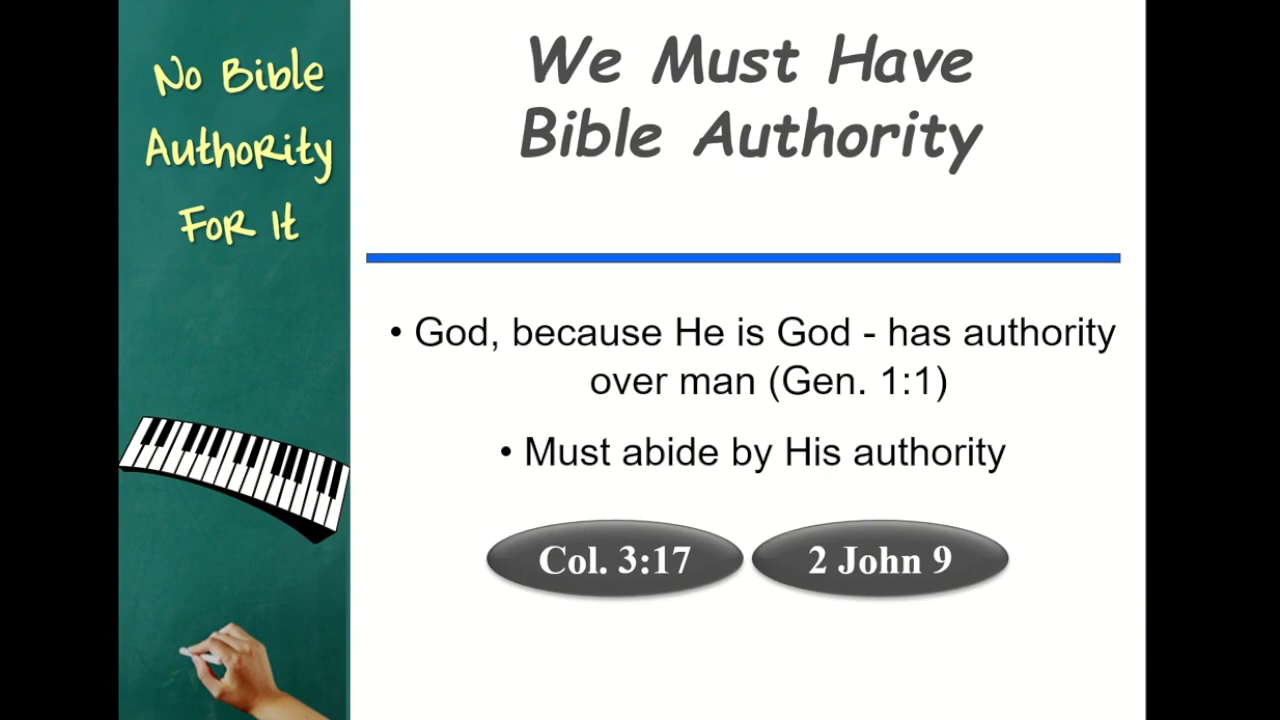 No Bible
Authority
For It
We Must Have
Bible Authority
• God, because He is God - has authority
over man (Gen. 1:1)
• Must abide by His authority
Col. 3:17
2 John 9